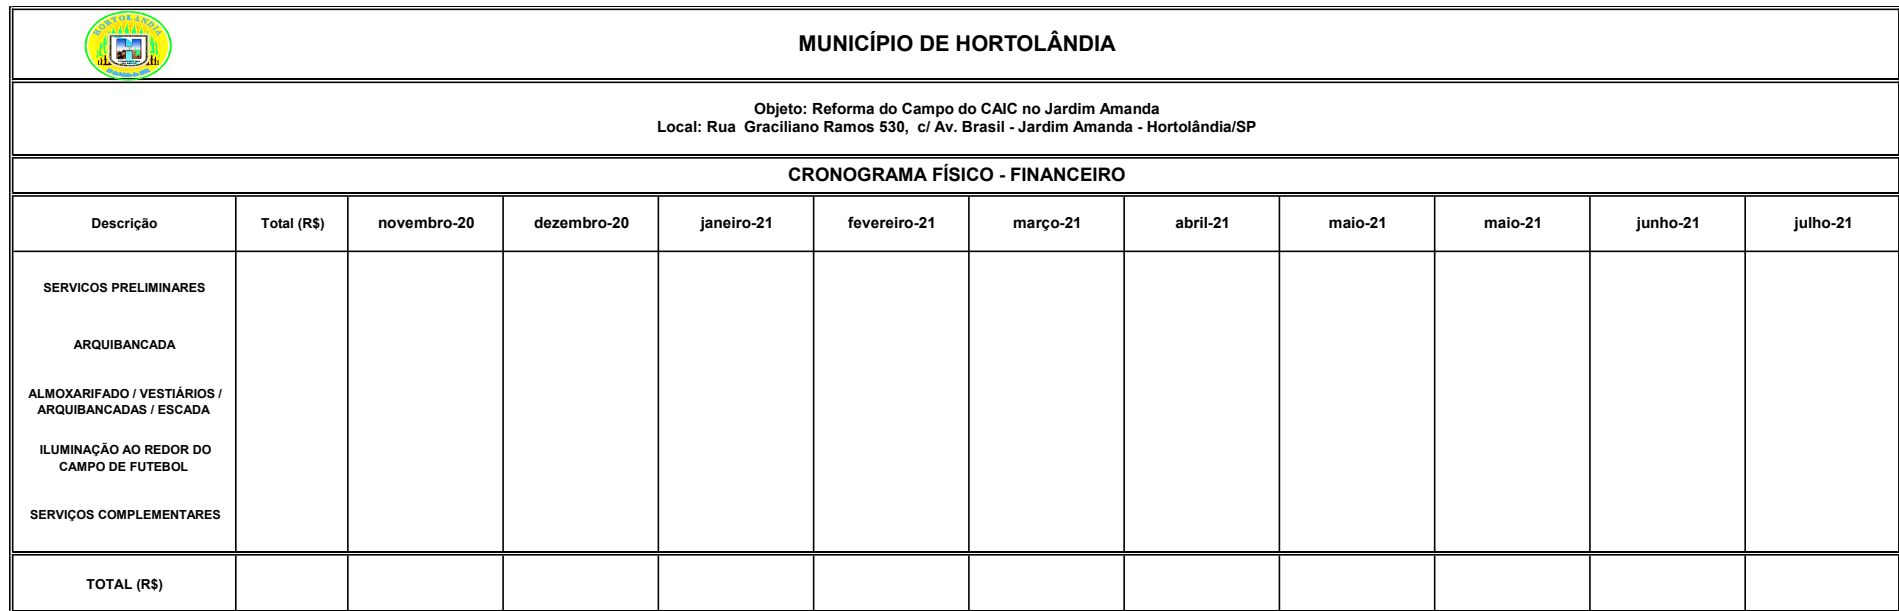 HORTOLÂNDIA
MUNICÍPIO DE HORTOLÂNDIA
Objeto: Reforma do Campo do CAIC no Jardim Amanda
Local: Rua Graciliano Ramos 530, c/ Av. Brasil - Jardim Amanda - Hortolândia/SP
CRONOGRAMA FÍSICO - FINANCEIRO
Descrição Total (R$) novembro-20 dezembro-20 janeiro-21 fevereiro-21 março-21 abril-21 maio-21 maio-21 junho-21 julho-21
SERVICOS PRELIMINARES
ARQUIBANCADA
ALMOXARIFADO / VESTIÁRIOS /
ARQUIBANCADAS / ESCADA
ILUMINAÇÃO AO REDOR DO
CAMPO DE FUTEBOL
SERVIÇOS COMPLEMENTARES
TOTAL (R$)